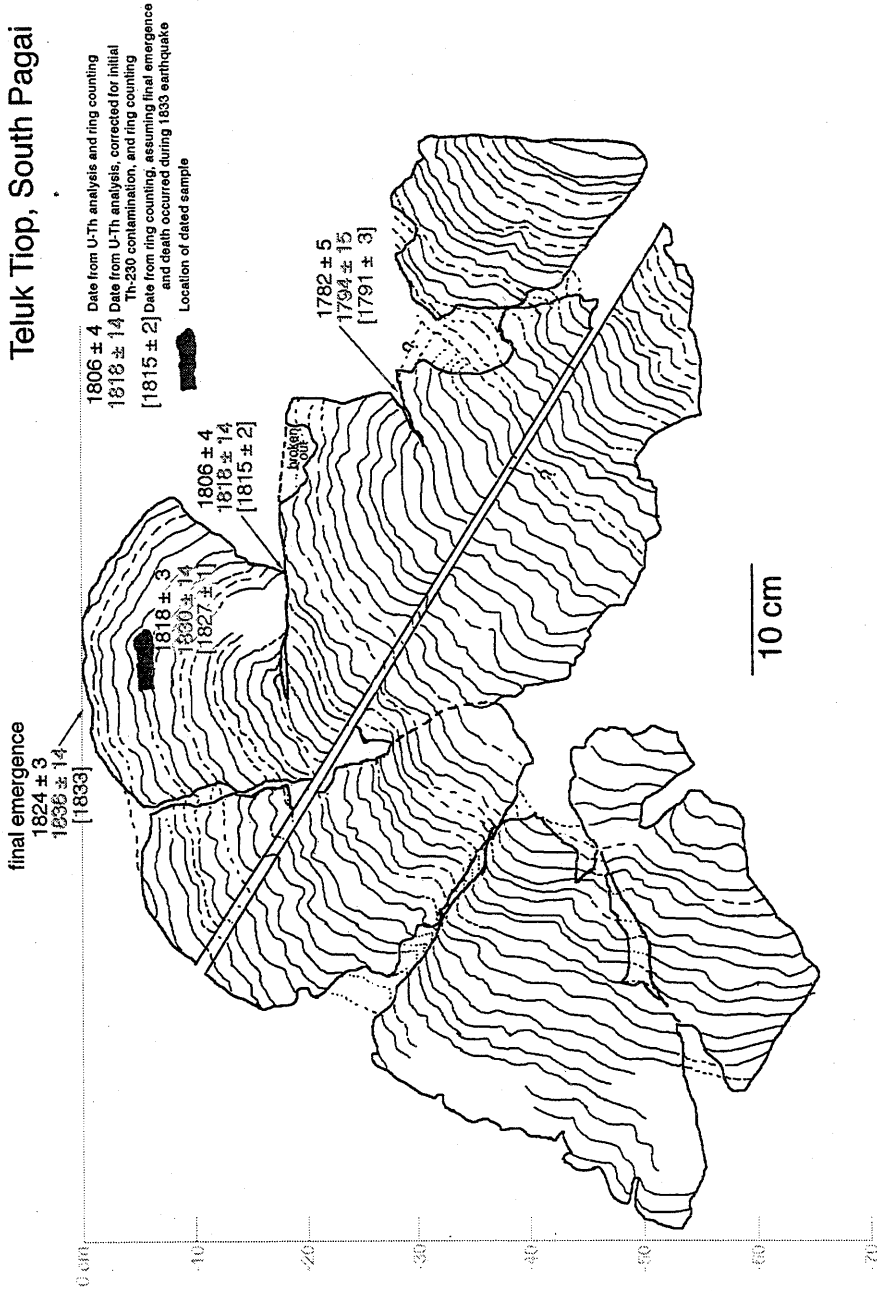 Teluk Tiop, South Pagai
1806 ± 4 Date from U-Th analysis and ring counting
1818 ± 14 Date from U-Th analysis, corrected for initial
Th-230 contamination, and ring counting
[1815 ± 2] Date from ring counting, assuming final emergence
and death occurred during 1833 earthquake
Location of dated sample
final emergence
1824 ± 3
1836 ± 14
[1833]
1818 ± 3
1830 ± 14
[1827 ± 1]
1806 ± 4
1818 ± 14
[1815 ± 2]
broken
out
1782 ± 5
1794 ± 15
[1791 ± 3]
?
10 cm
0 cm
-10
-20
-30
-40
-50
-60
-70